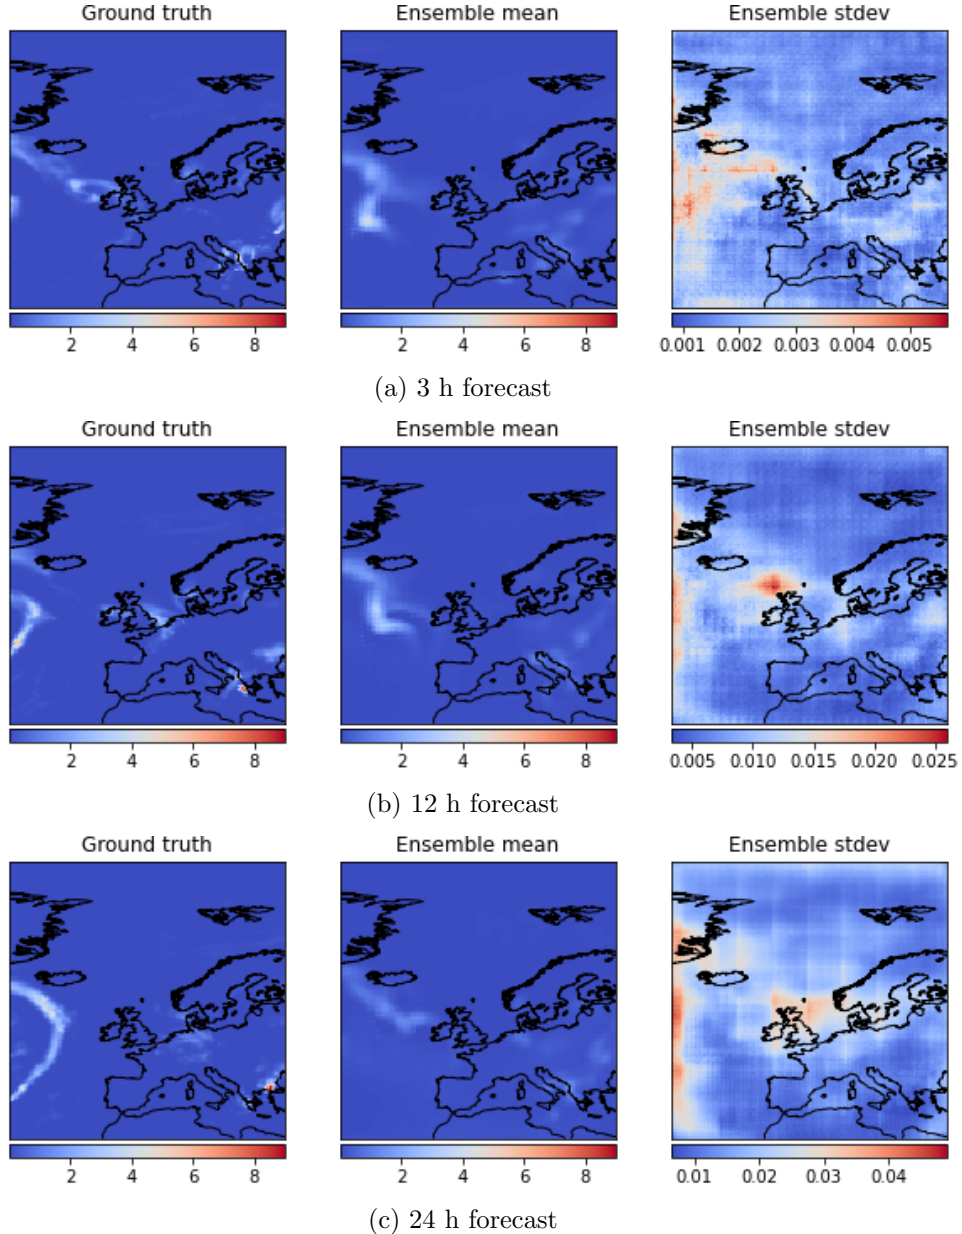 Ground truth Ensemble mean Ensemble stdev
2 4 6 8 2 4 6 8 0.001 0.002 0.003 0.004 0.005
(a) 3 h forecast
Ground truth Ensemble mean Ensemble stdev
2 4 6 8 2 4 6 8 0.005 0.010 0.015 0.020 0.025
(b) 12 h forecast
Ground truth Ensemble mean Ensemble stdev
2 4 6 8 2 4 6 8 0.01 0.02 0.03 0.04
(c) 24 h forecast